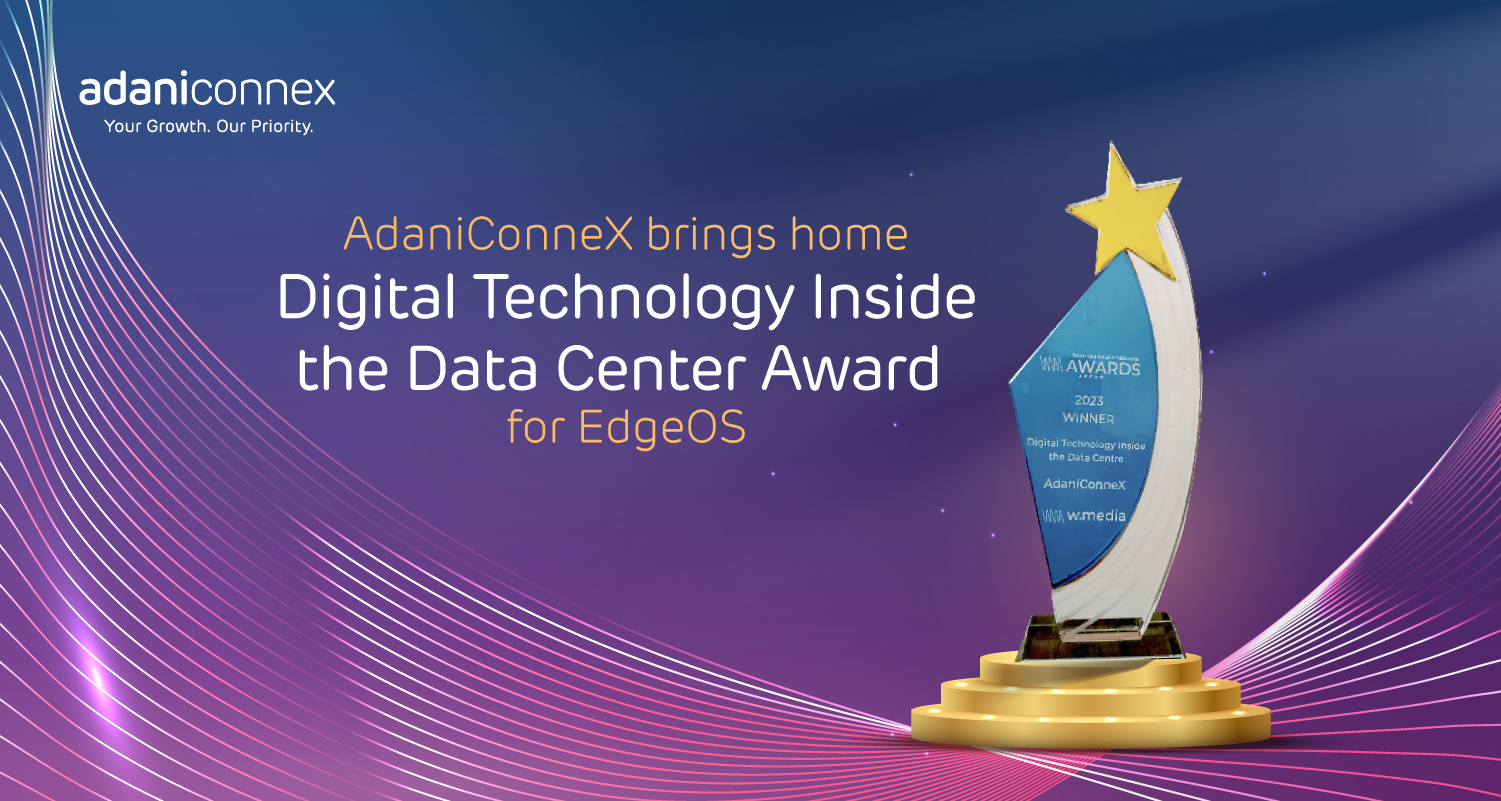 adaniconnex
Your Growth. Our Priority.
AdaniConneX brings home
Digital Technology Inside
the Data Center Award
for EdgeOS
AWARDS
2023
WINNER
Digital Technology Inside
the Data Centre
AdaniConneX
w.media